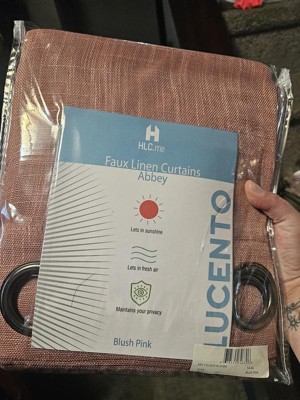 HLC.me
Faux Linen Curtains
Abbey
Lets in sunshine
Lets in fresh air
Maintains your privacy
LUCENTO
Blush Pink